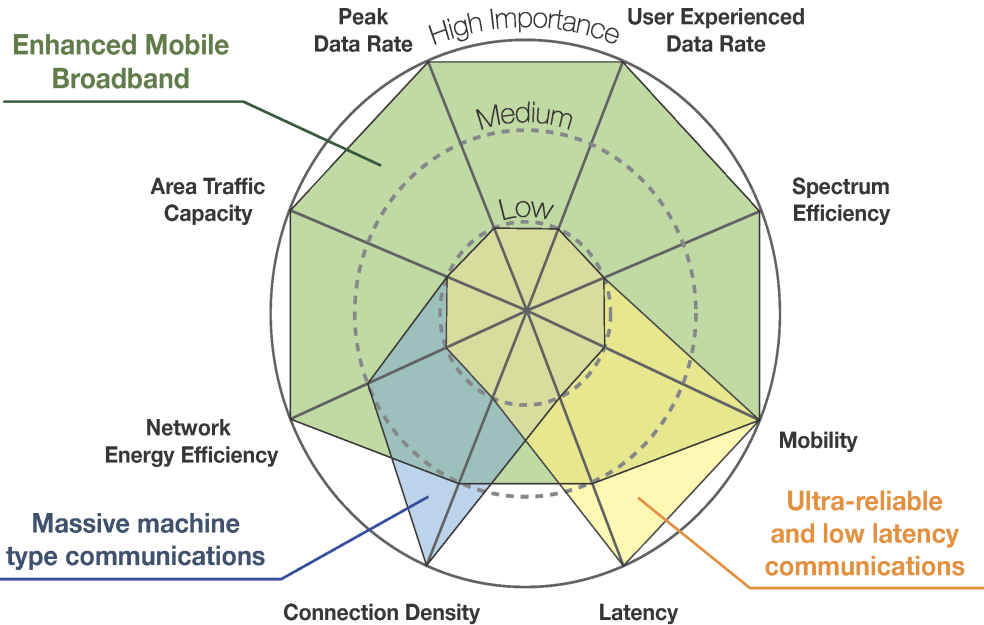 Peak
Data Rate
High Importance
User Experienced
Data Rate
Enhanced Mobile
Broadband
Medium
Area Traffic
Capacity
Low
Spectrum
Efficiency
Network
Energy Efficiency
Mobility
Massive machine
type communications
Ultra-reliable
and low latency
communications
Connection Density
Latency